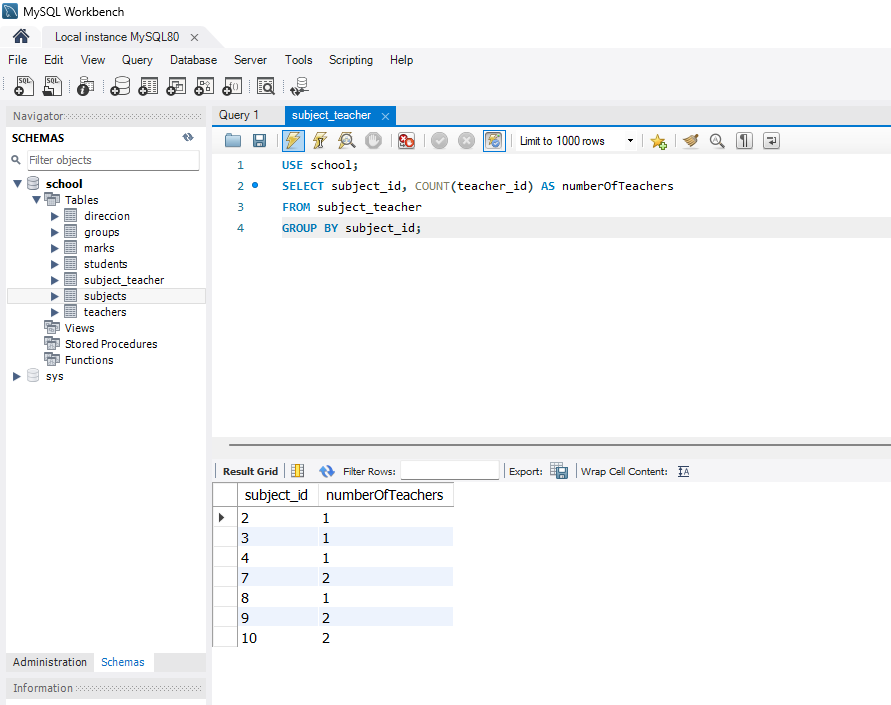 MySQL Workbench
Local instance MySQL80 ×
File Edit View Query Database Server Tools Scripting Help
Navigator
SCHEMAS
Filter objects
school
Tables
direccion
groups
marks
students
subject_teacher
subjects
teachers
Views
Stored Procedures
Functions
sys
Administration Schemas
Information
Query 1 subject_teacher ×
Limit to 1000 rows
1 USE school;
2 SELECT subject_id, COUNT(teacher_id) AS numberOfTeachers
3 FROM subject_teacher
4 GROUP BY subject_id;
Result Grid Filter Rows: Export: Wrap Cell Content:
subject_id numberOfTeachers
2 1
3 1
4 1
7 2
8 1
9 2
10 2